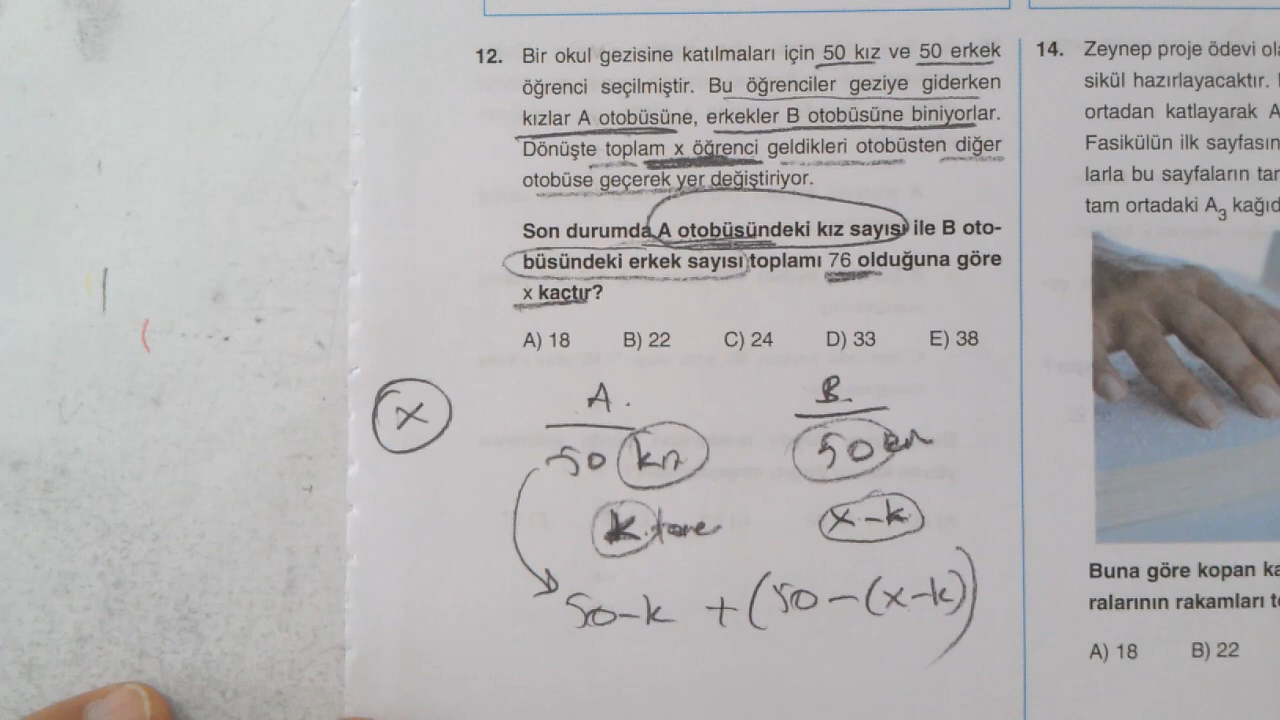 12. Bir okul gezisine katılmaları için 50 kız ve 50 erkek
öğrenci seçilmiştir. Bu öğrenciler geziye giderken
kızlar A otobüsüne, erkekler B otobüsüne biniyorlar.
Dönüşte toplam x öğrenci geldikleri otobüsten diğer
otobüse geçerek yer değiştiriyor.
Son durumda A otobüsündeki kız sayısı ile B oto-
büsündeki erkek sayısı toplamı 76 olduğuna göre
x kaçtır?
A) 18 B) 22 C) 24 D) 33 E) 38
x
A. B
50 kız 50 erk
k tane x-k
50-k + (50-(x-k))
14. Zeynep proje ödevi
sikül hazırlayacaktır.
ortadan katlayarak A
Fasikülün ilk
larla bu sayfaların
tam ortadaki A3
Buna göre kopan
ralarının rakamları
A) 18 B) 22